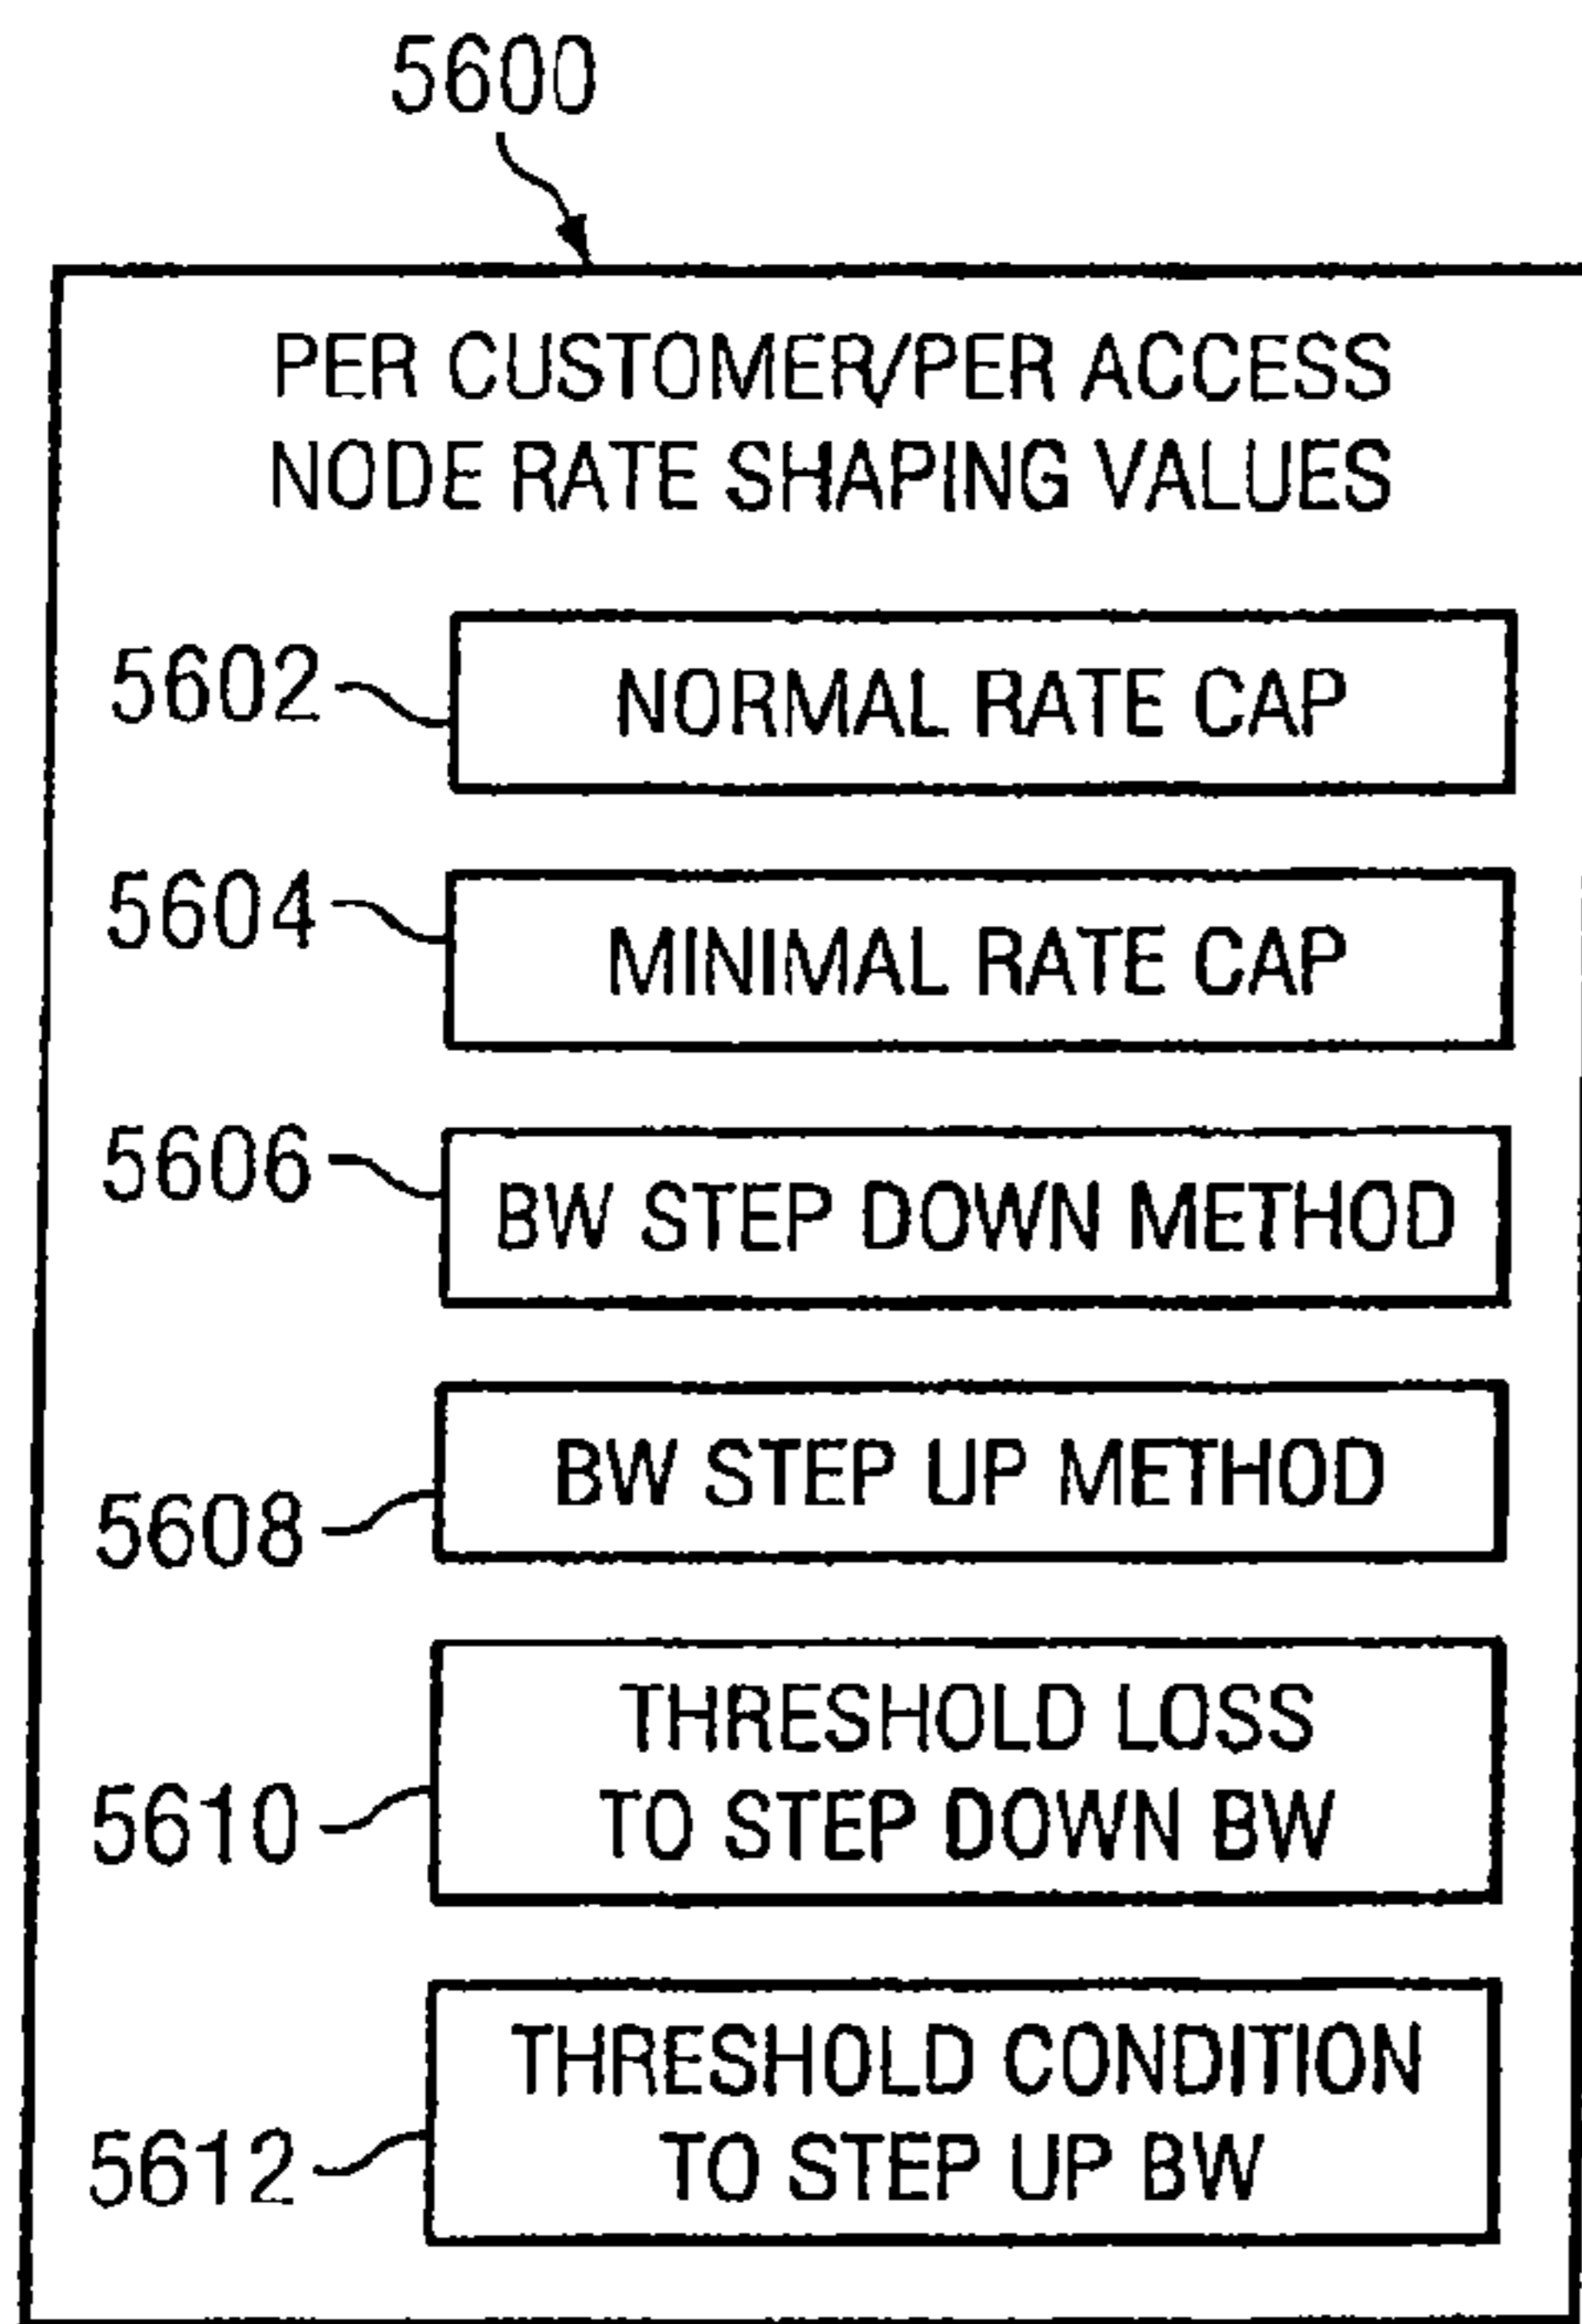 5600
PER CUSTOMER/PER ACCESS
NODE RATE SHAPING VALUES
5602
NORMAL RATE CAP
5604
MINIMAL RATE CAP
5606
BW STEP DOWN METHOD
5608
BW STEP UP METHOD
5610
THRESHOLD LOSS
TO STEP DOWN BW
5612
THRESHOLD CONDITION
TO STEP UP BW